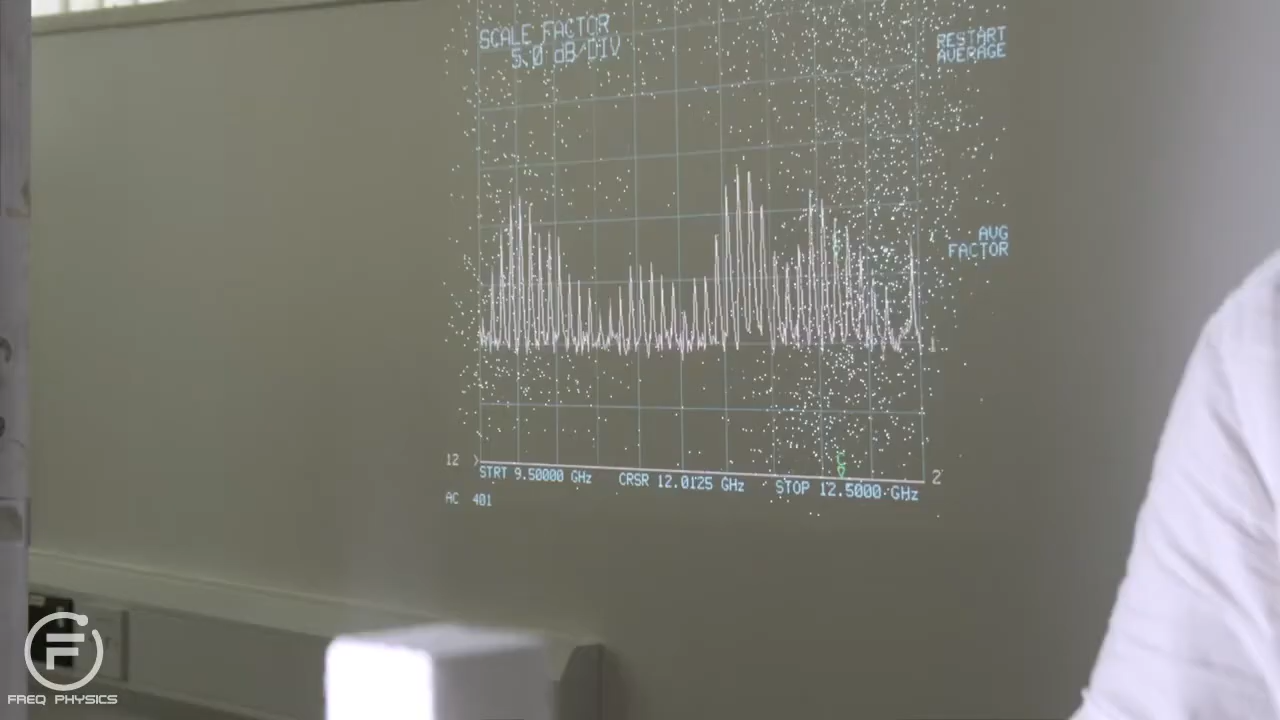 SCALE FACTOR
5.0 dB/DIV
RESTART
AVERAGE
AVG
FACTOR
12
2
STRT 9.50000 GHz CRSR 12.0125 GHz STOP 12.5000 GHz
AC 401
F
FREQ PHYSICS